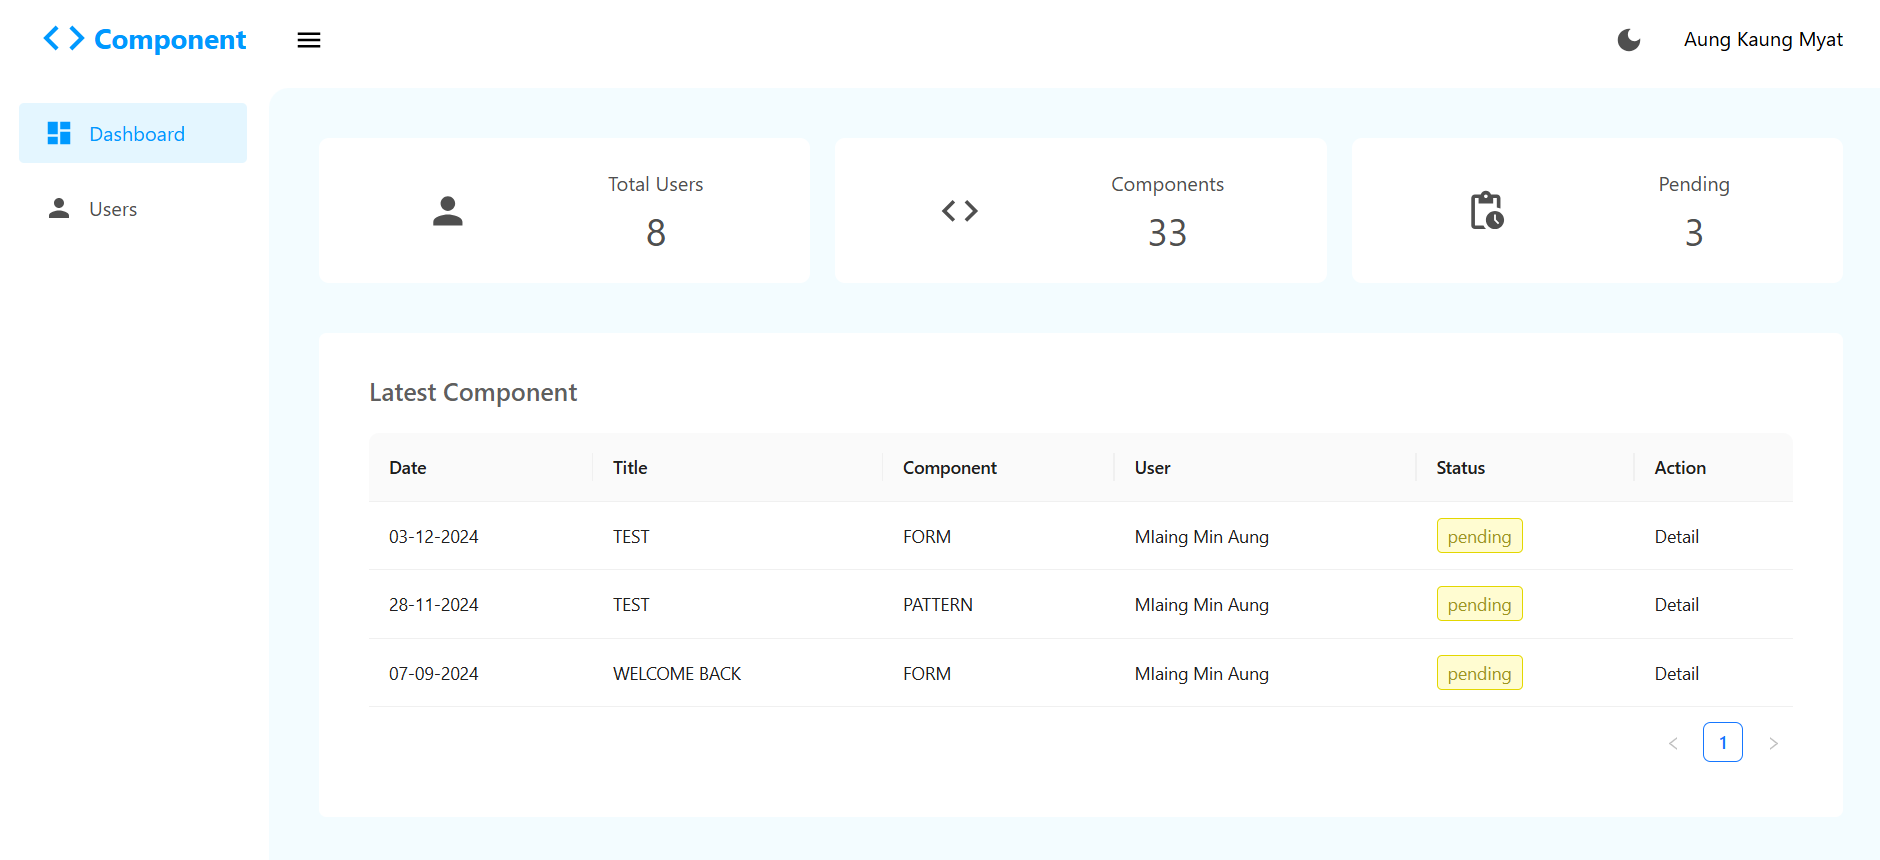 Component
Aung Kaung Myat
Dashboard
Users
Total Users
8
Components
33
Pending
3
Latest Component
Date Title Component User Status Action
03-12-2024 TEST FORM Mlaing Min Aung pending Detail
28-11-2024 TEST PATTERN Mlaing Min Aung pending Detail
07-09-2024 WELCOME BACK FORM Mlaing Min Aung pending Detail
1